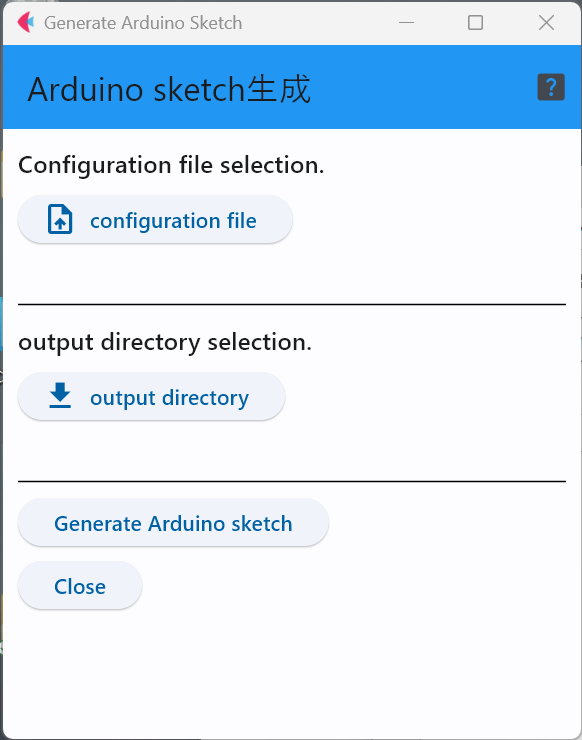 Generate Arduino Sketch
Arduino sketch生成
?
Configuration file selection.
configuration file
output directory selection.
output directory
Generate Arduino sketch
Close